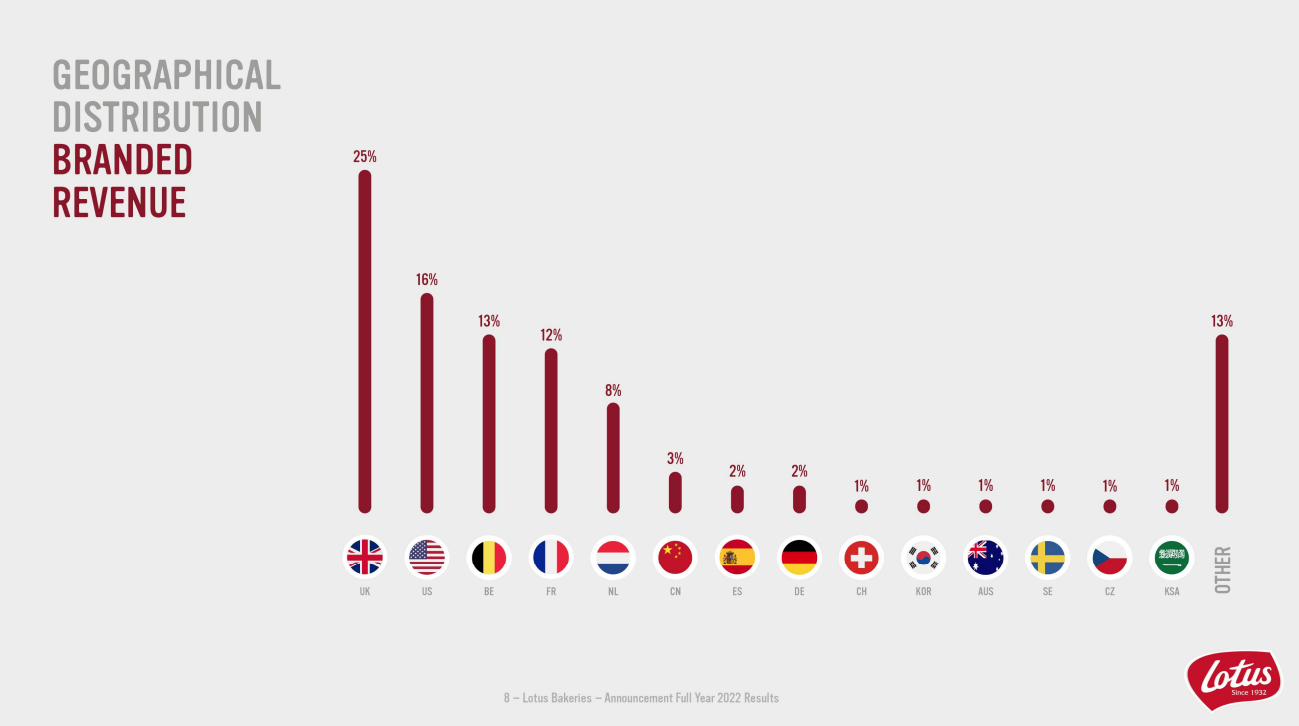 GEOGRAPHICAL
DISTRIBUTION
BRANDED
REVENUE
25%
16%
13%
12%
8%
3%
2%
2%
1%
1%
1%
1%
1%
1%
13%
UK
US
BE
FR
NL
CN
ES
DE
CH
KOR
AUS
SE
CZ
KSA
OTHER
8 – Lotus Bakeries – Announcement Full Year 2022 Results
Lotus
Since 1932